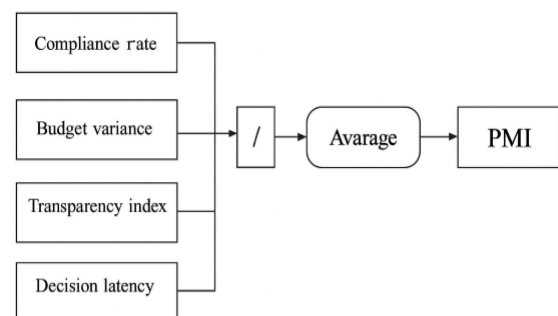 Compliance rate
Budget variance
/
Avarage
PMI
Transparency index
Decision latency